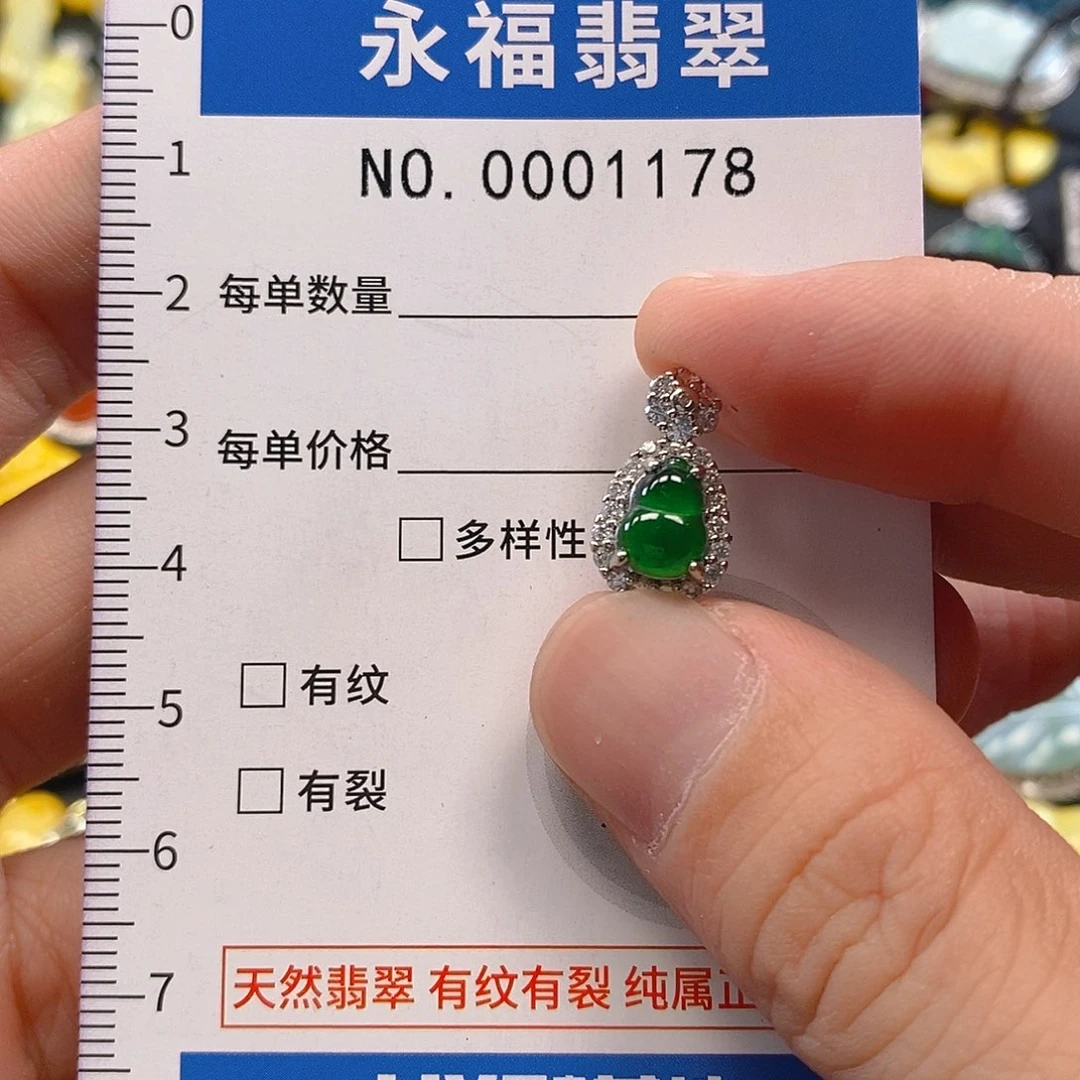 永福翡翠
NO. 0001178
每单数量
每单价格
多样性
有纹
有裂
天然翡翠 有纹有裂 纯属正
0
1
2
3
4
5
6
7